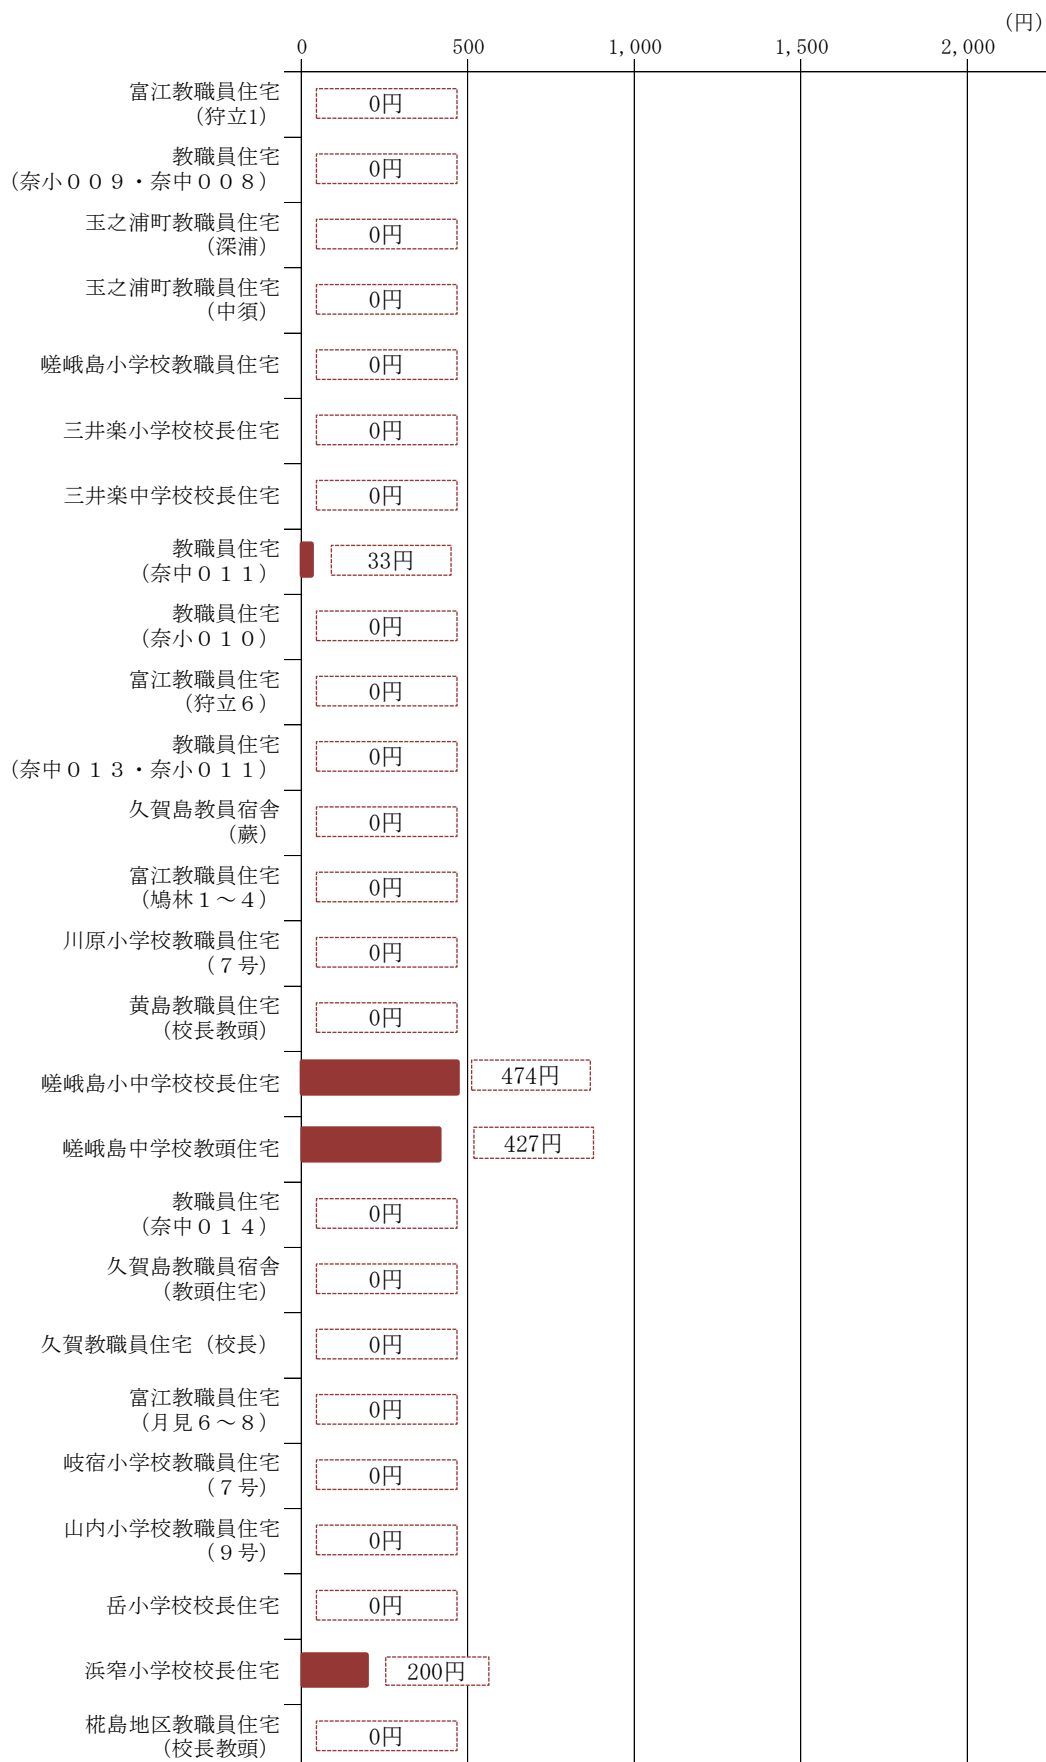 (円)
0 500 1,000 1,500 2,000
富江教職員住宅
(狩立1)
0円
教職員住宅
(奈小００９・奈中００８)
0円
玉之浦町教職員住宅
(深浦)
0円
玉之浦町教職員住宅
(中須)
0円
嵯峨島小学校教職員住宅
0円
三井楽小学校校長住宅
0円
三井楽中学校校長住宅
0円
教職員住宅
(奈中０１１)
33円
教職員住宅
(奈小０１０)
0円
富江教職員住宅
(狩立６)
0円
教職員住宅
(奈中０１３・奈小０１１)
0円
久賀島教員宿舎
(蕨)
0円
富江教職員住宅
(鳩林１～４)
0円
川原小学校教職員住宅
(７号)
0円
黄島教職員住宅
(校長教頭)
0円
嵯峨島小中学校校長住宅
474円
嵯峨島中学校教頭住宅
427円
教職員住宅
(奈中０１４)
0円
久賀島教職員宿舎
(教頭住宅)
0円
久賀教職員住宅（校長）
0円
富江教職員住宅
(月見６～８)
0円
岐宿小学校教職員住宅
(７号)
0円
山内小学校教職員住宅
(９号)
0円
岳小学校校長住宅
0円
浜窄小学校校長住宅
200円
椛島地区教職員住宅
(校長教頭)
0円